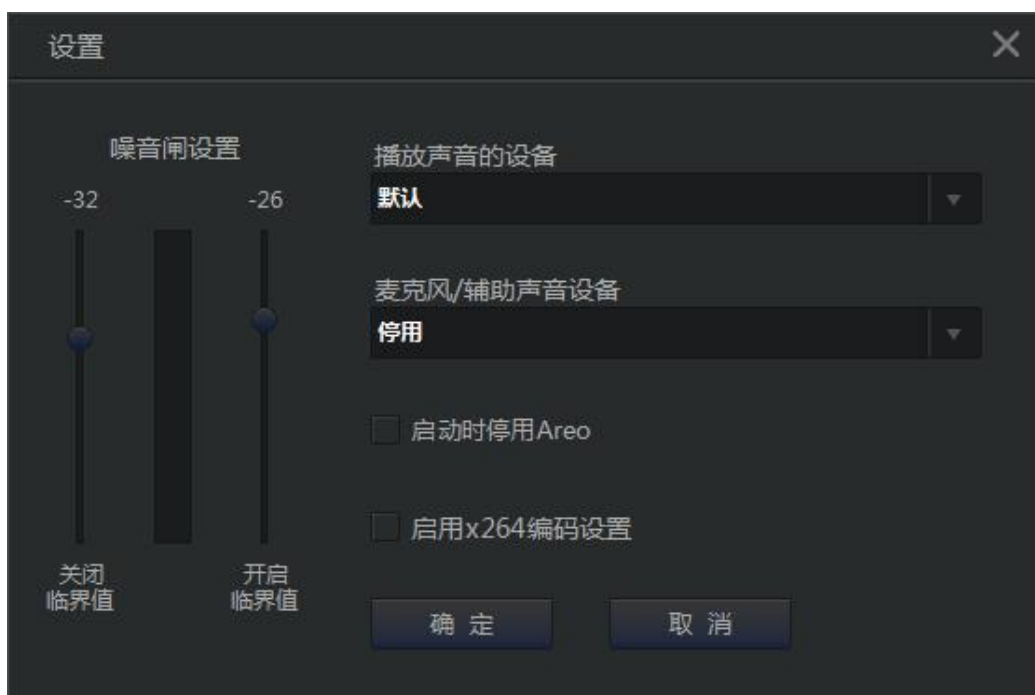 设置
噪音闸设置
-32
-26
关闭
临界值
开启
临界值
播放声音的设备
默认
麦克风/辅助声音设备
停用
启动时停用Areo
启用x264编码设置
确 定
取 消